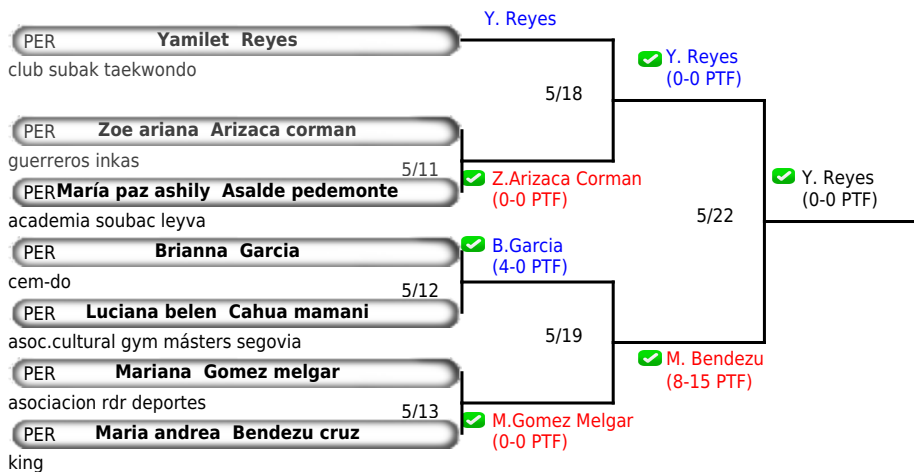 Y. Reyes
PER Yamilet Reyes
club subak taekwondo
Y. Reyes
(0-0 PTF)
5/18
PER Zoe ariana Arizaca corman
guerreros inkas
5/11
Z.Arizaca Corman
(0-0 PTF)
PER María paz ashily Asalde pedemonte
academia soubac leyva
Y. Reyes
(0-0 PTF)
5/22
PER Brianna Garcia
cem-do
B.Garcia
(4-0 PTF)
5/12
PER Luciana belen Cahua mamani
asoc.cultural gym másters segovia
5/19
PER Mariana Gomez melgar
asociacion rdr deportes
M. Bendezu
(8-15 PTF)
5/13
M.Gomez Melgar
(0-0 PTF)
PER Maria andrea Bendezu cruz
king